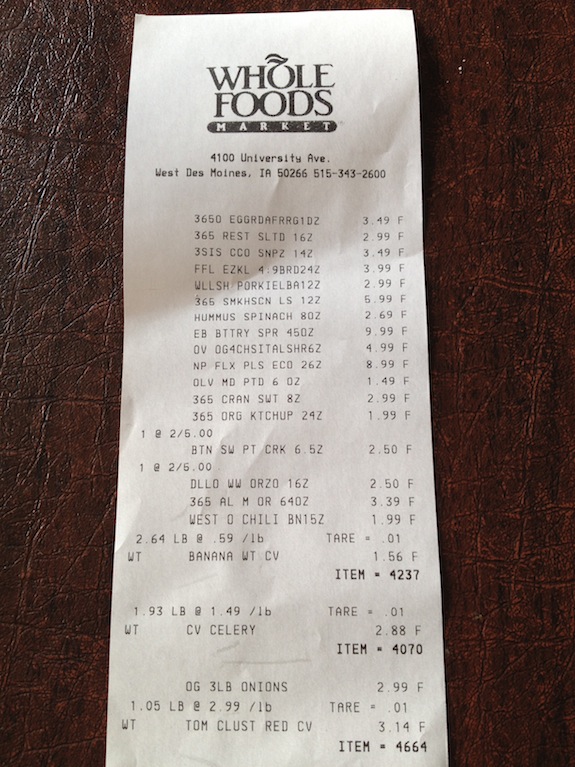 WHOLE
FOODS
MARKET
4100 University Ave.
West Des Moines, IA 50266 515-343-2600
365O EGGRDAFRRG1DZ 3.49 F
365 REST SLTD 16Z 2.99 F
3SIS CCO SNPZ 14Z 3.49 F
FFL EZKL 4.9BRD24Z 3.99 F
WLLSH PORKIELBA12Z 2.99 F
365 SMKHSCN LS 12Z 5.99 F
HUMMUS SPINACH 8OZ 2.69 F
EB BTTRY SPR 45OZ 9.99 F
OV OG4CHSITALSHR6Z 4.99 F
NP FLX PLS ECO 26Z 8.99 F
OLV MD PTD 6 OZ 1.49 F
365 CRAN SWT 8Z 2.99 F
365 ORG KTCHUP 24Z 1.99 F
1 @ 2/5.00
BTN SW PT CRK 6.5Z 2.50 F
1 @ 2/5.00
DLLO WW ORZO 16Z 2.50 F
365 AL M OR 64OZ 3.39 F
WEST O CHILI BN15Z 1.99 F
2.64 LB @ .59 /lb TARE = .01
WT BANANA WT CV 1.56 F
ITEM = 4237
1.93 LB @ 1.49 /lb TARE = .01
WT CV CELERY 2.88 F
ITEM = 4070
OG 3LB ONIONS 2.99 F
1.05 LB @ 2.99 /lb TARE = .01
WT TOM CLUST RED CV 3.14 F
ITEM = 4664